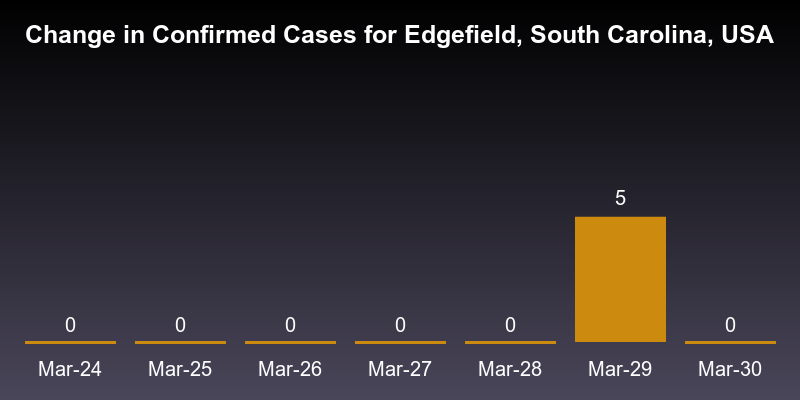 Change in Confirmed Cases for Edgefield, South Carolina, USA
5
0 0 0 0 0 0
Mar-24 Mar-25 Mar-26 Mar-27 Mar-28 Mar-29 Mar-30